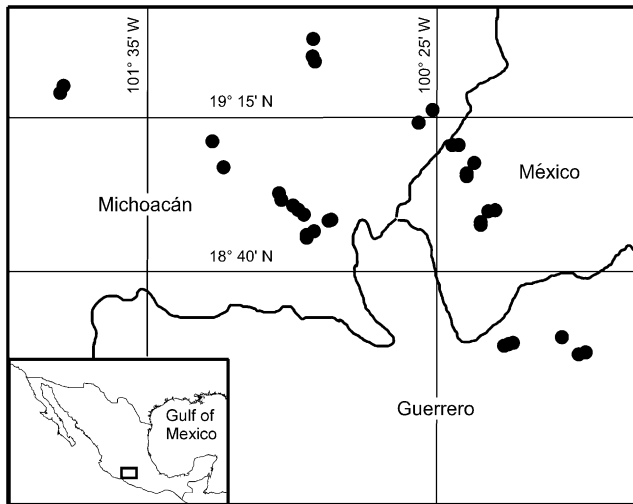 101° 35' W
100° 25' W
19° 15' N
México
Michoacán
18° 40' N
Guerrero
Gulf of
Mexico